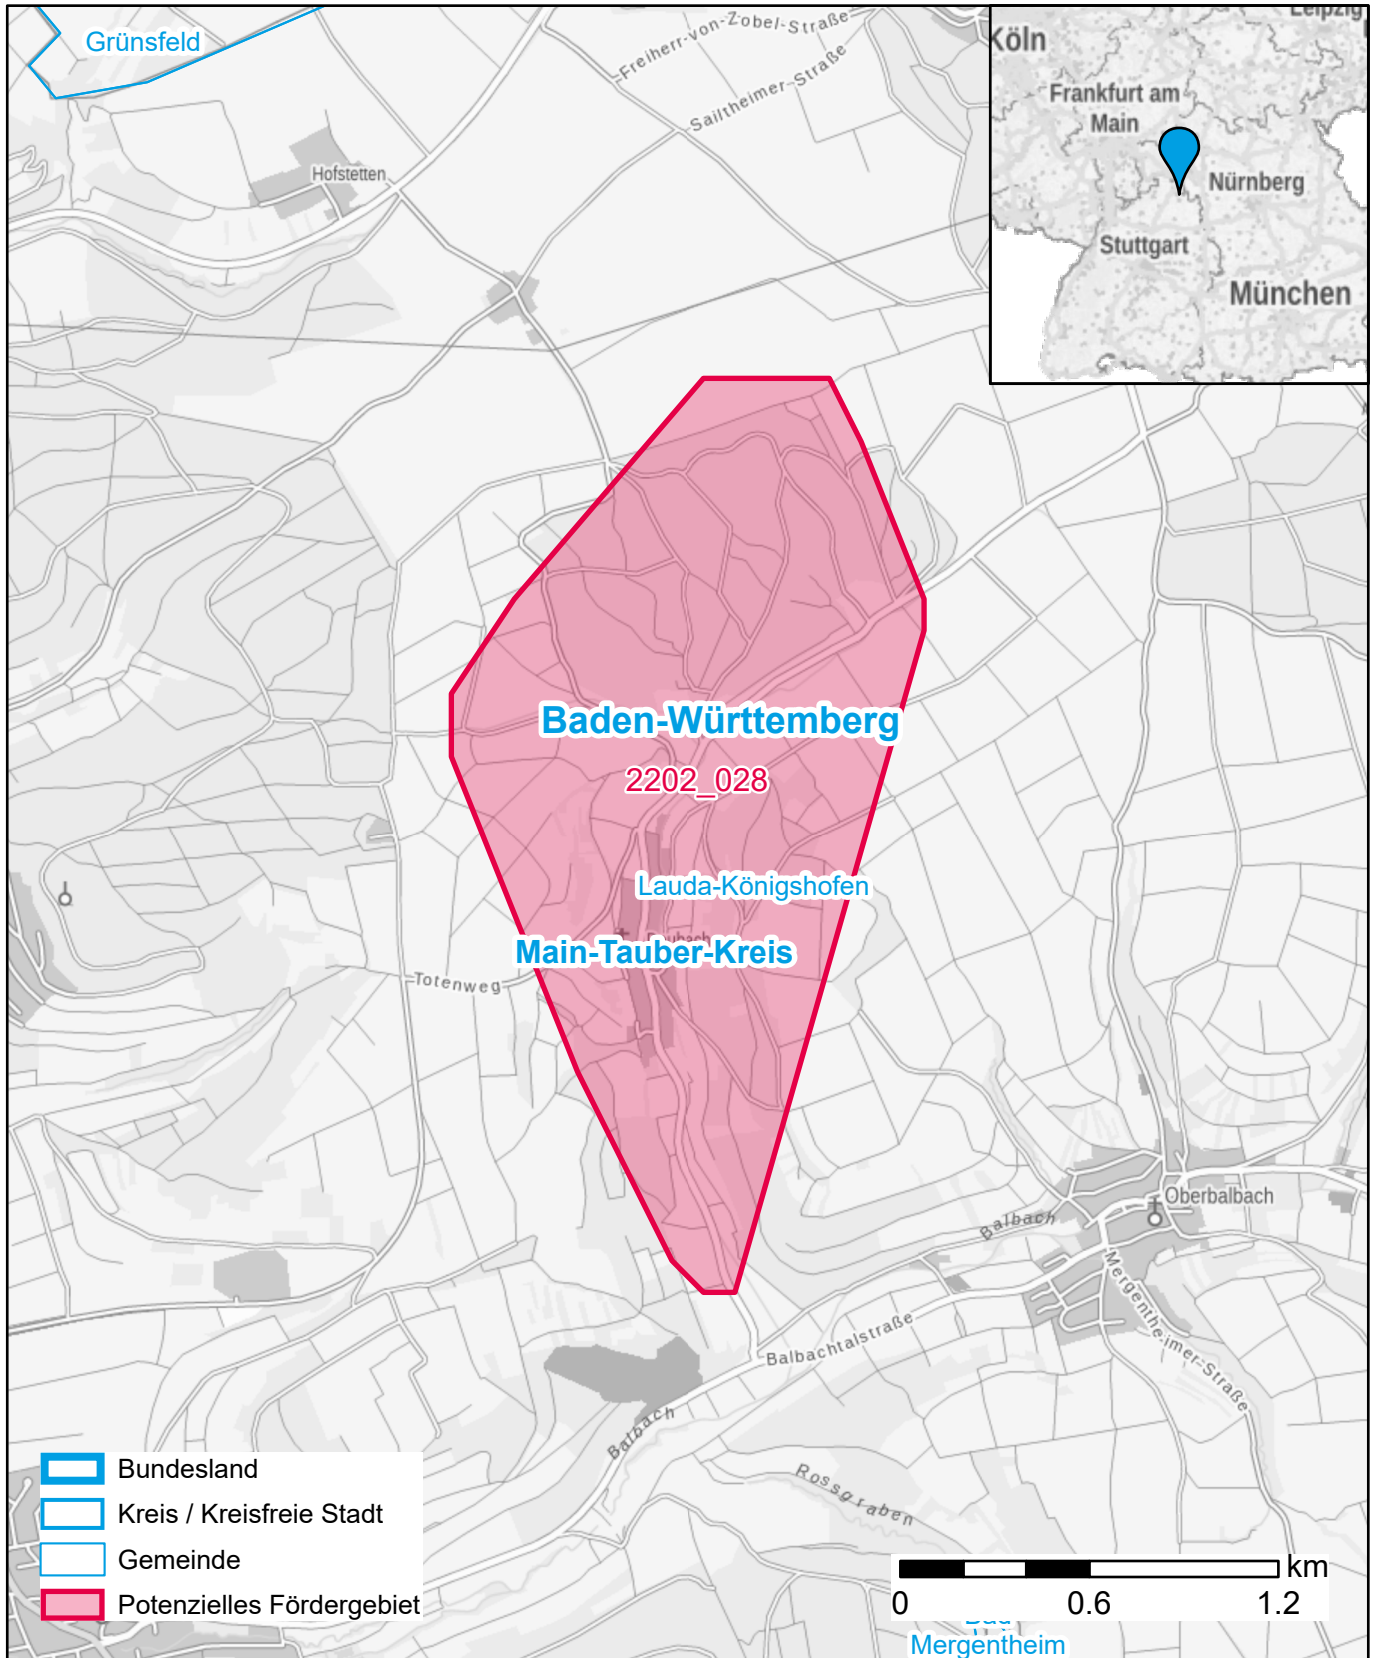 Grünsfeld
Freiherr-von-Zobel-Straße
Sailtheimer-Straße
Hofstetten
Köln
Leipzig
Frankfurt am
Main
Nürnberg
Stuttgart
München
Baden-Württemberg
2202_028
Lauda-Königshofen
Main-Tauber-Kreis
Totenweg
Oberbalbach
Balbach
Mergentheimer-Straße
Balbachtalstraße
Balbach
Rossgraben
Bundesland
Kreis / Kreisfreie Stadt
Gemeinde
Potenzielles Fördergebiet
km
0 0.6 1.2
Bad
Mergentheim